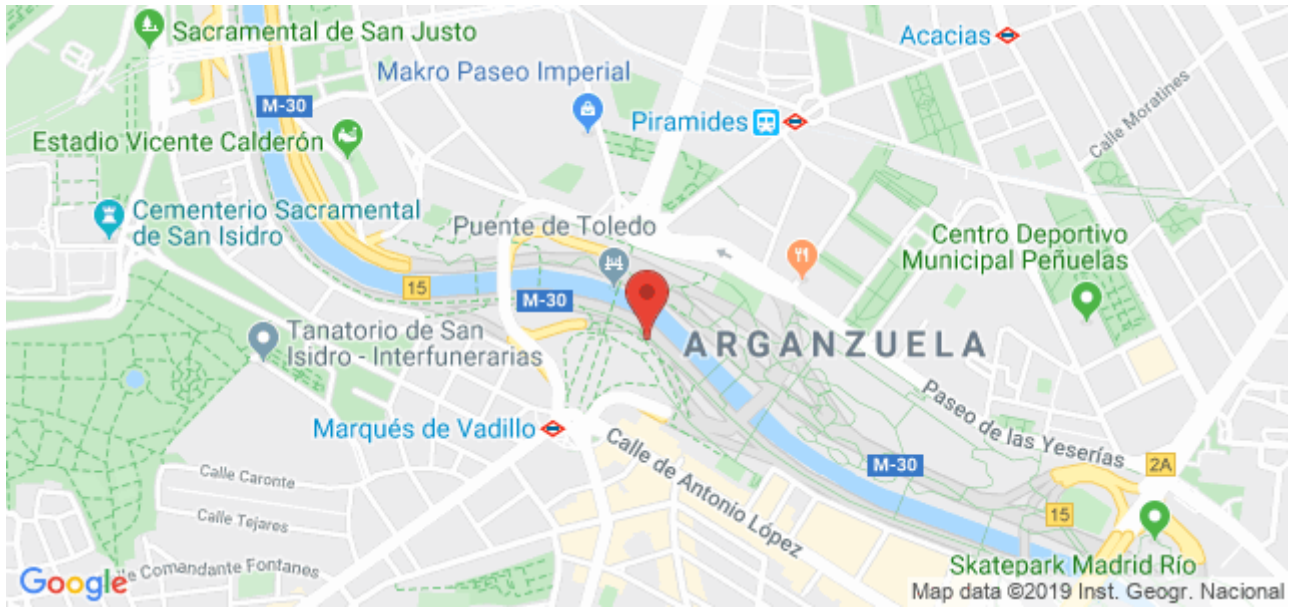 Sacramental de San Justo
Acacias
Makro Paseo Imperial
M-30
Piramides
Calle Moratines
Estadio Vicente Calderón
Cementerio Sacramental
de San Isidro
Puente de Toledo
Centro Deportivo
Municipal Peñuelas
15
M-30
Tanatorio de San
Isidro - Interfunerarias
ARGANZUELA
Paseo de las Yeserías
Marqués de Vadillo
Calle de Antonio López
M-30
2A
Calle Caronte
15
Calle Tejares
Skatepark Madrid Río
Google
Comandante Fontanes
Map data ©2019 Inst. Geogr. Nacional